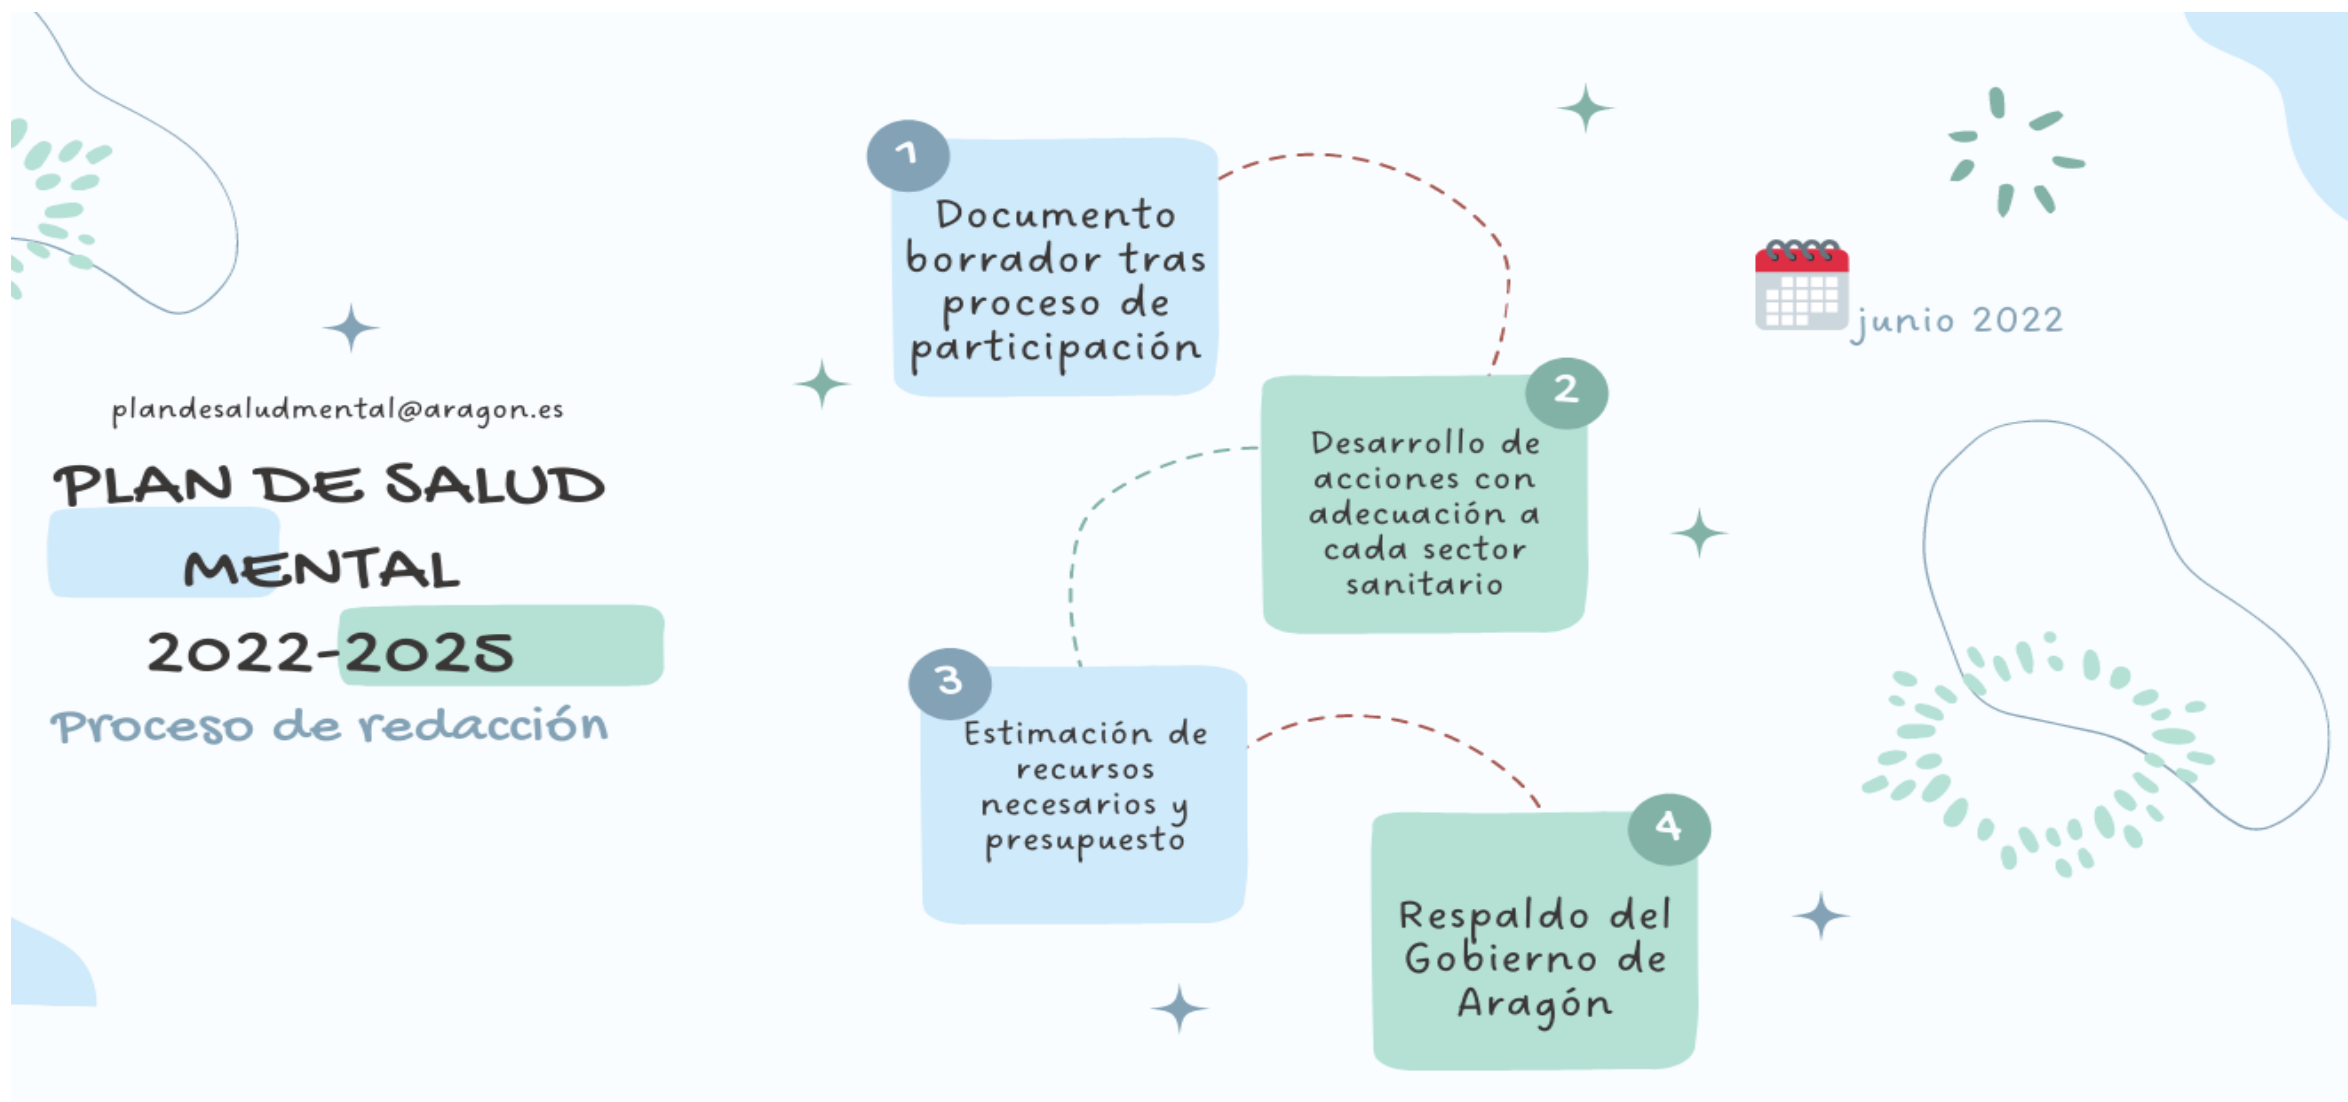 plandesaludmental@aragon.es
PLAN DE SALUD
MENTAL
2022-2025
Proceso de redacción
1
Documento
borrador tras
proceso de
participación
junio 2022
2
Desarrollo de
acciones con
adecuación a
cada sector
sanitario
3
Estimación de
recursos
necesarios y
presupuesto
4
Respaldo del
Gobierno de
Aragón